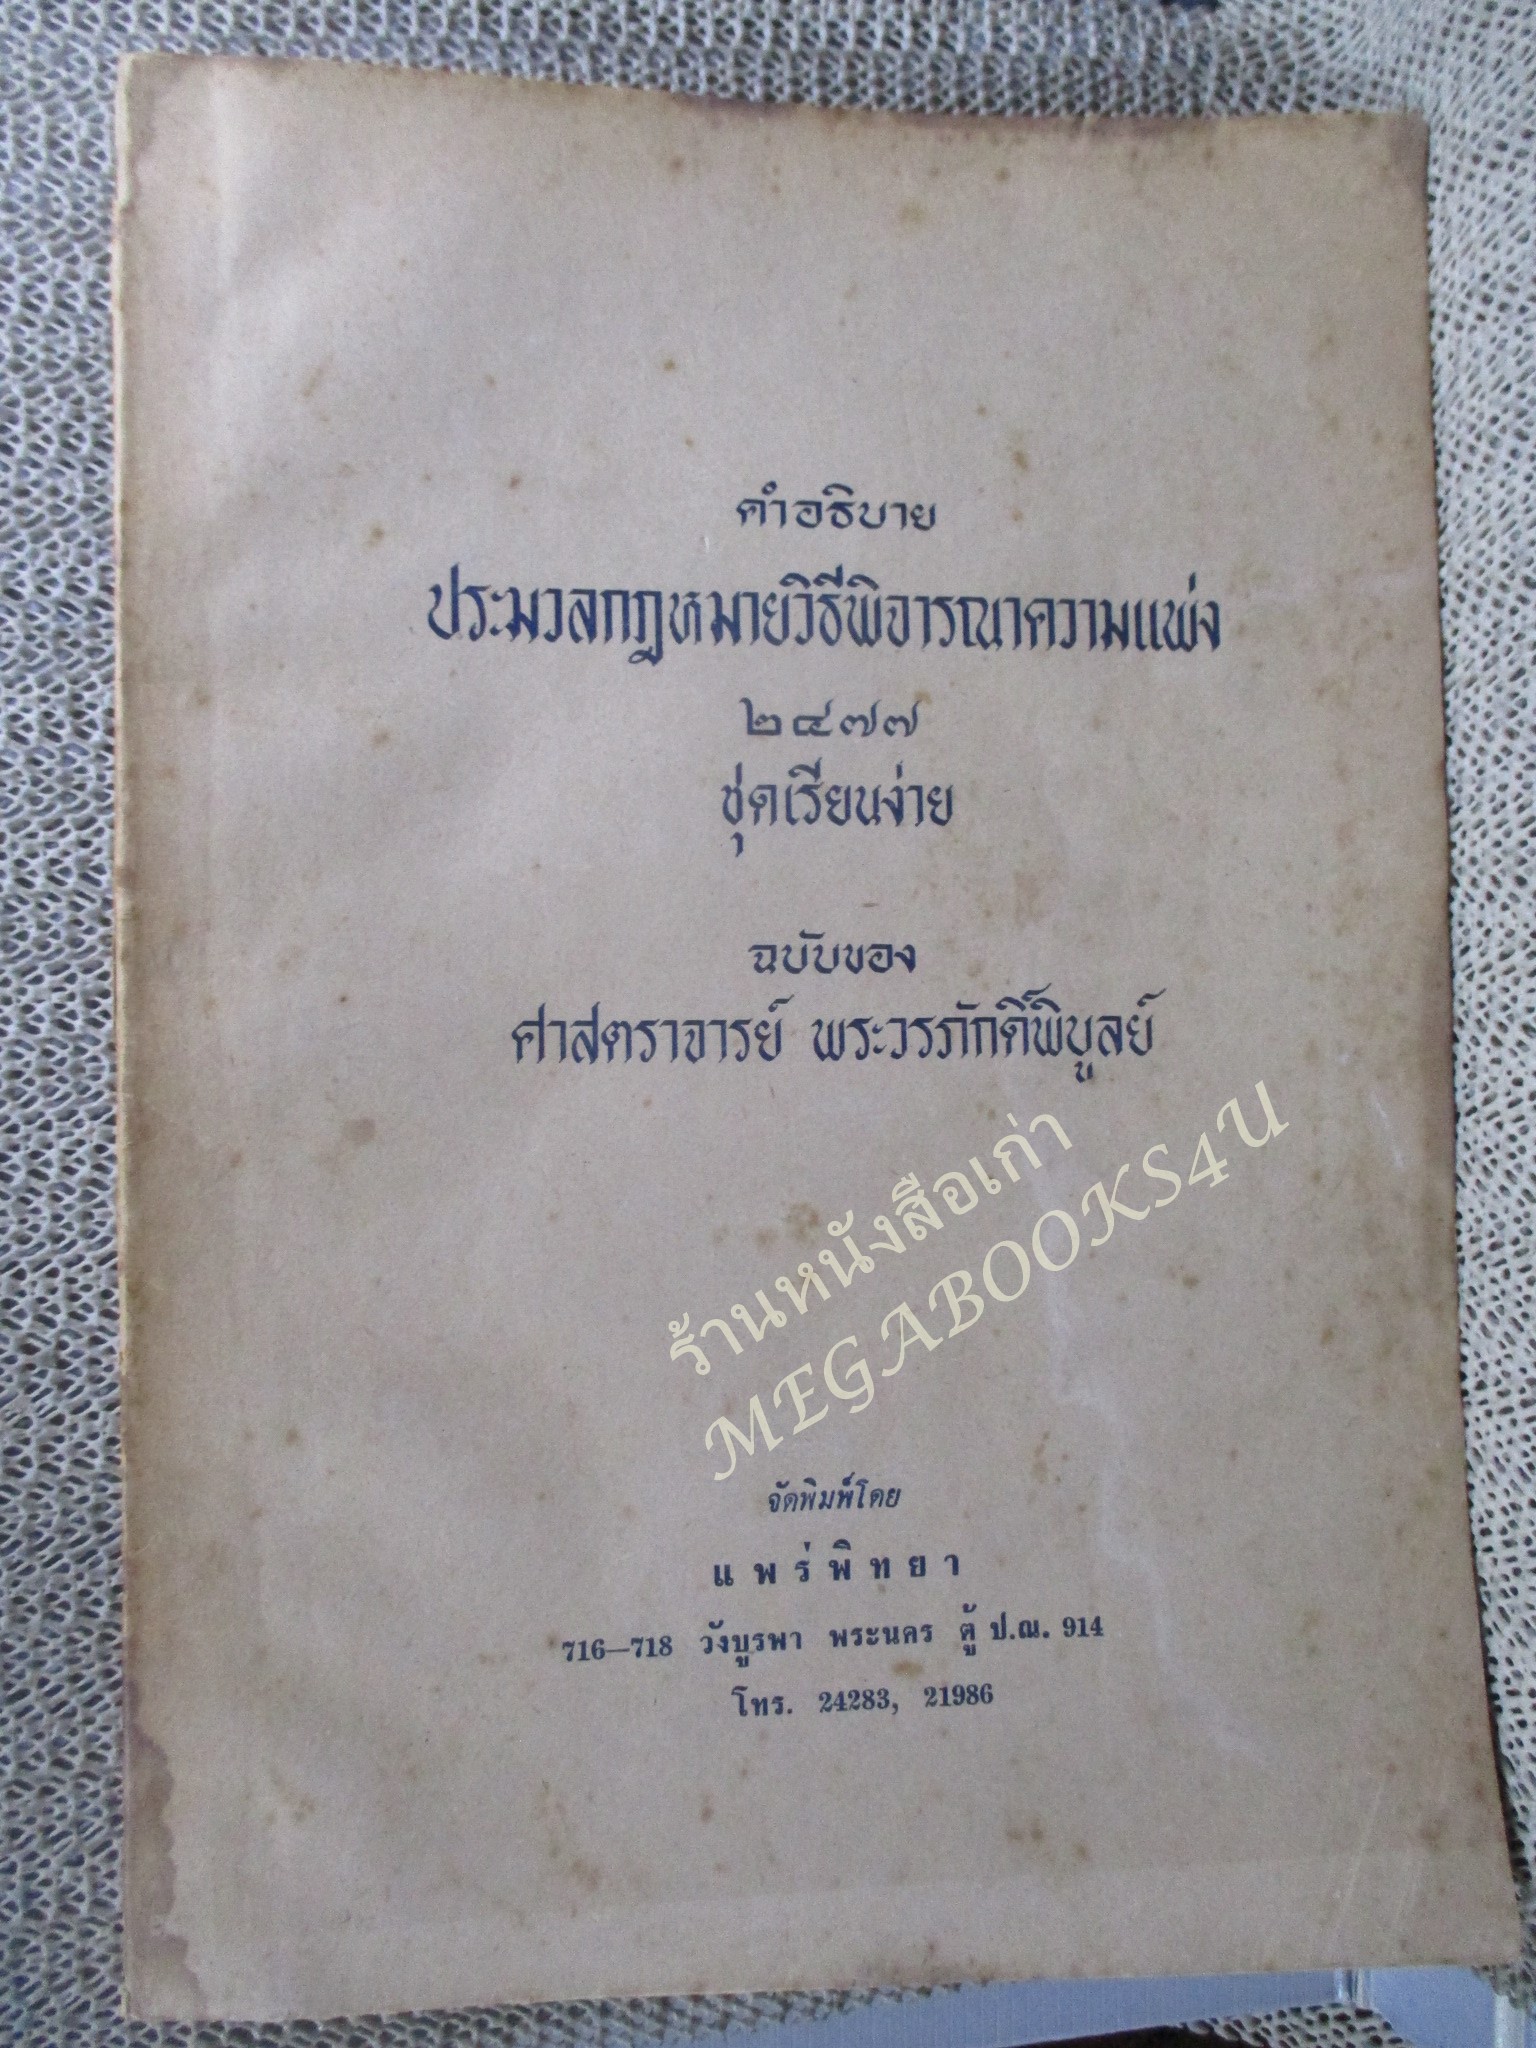 คำอธิบาย
ประมวลกฎหมายวิธีพิจารณาความแพ่ง
๒๔๗๗
ชุดเรียนง่าย
ฉบับของ
ศาสตราจารย์ พระวรภักดิ์พิบูลย์
ร้านหนังสือเก่า
MEGABOOKS4U
จัดพิมพ์โดย
แพร่พิทยา
716—718 วังบูรพา พระนคร ตู้ ป.ณ. 914
โทร. 24283, 21986